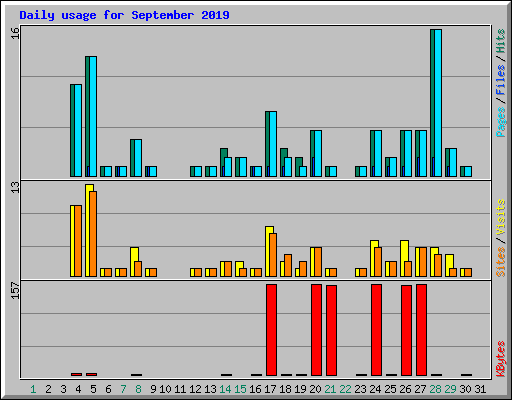 Daily usage for September 2019
16
Pages / Files / Hits
13
Sites / Visits
157
KBytes
1 2 3 4 5 6 7 8 9 10 11 12 13 14 15 16 17 18 19 20 21 22 23 24 25 26 27 28 29 30 31